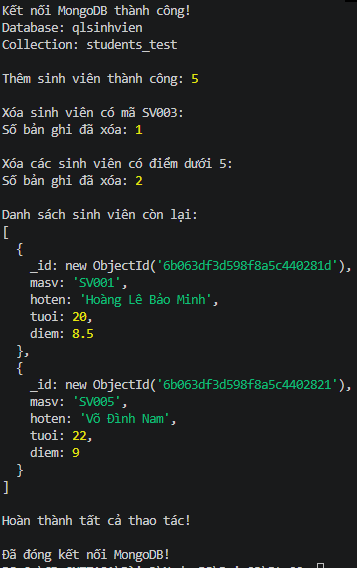 Kết nối MongoDB thành công!
Database: qlsinhvien
Collection: students_test
Thêm sinh viên thành công: 5
Xóa sinh viên có mã SV003:
Số bản ghi đã xóa: 1
Xóa các sinh viên có điểm dưới 5:
Số bản ghi đã xóa: 2
Danh sách sinh viên còn lại:
[
  {
    _id: new ObjectId('6b063df3d598f8a5c440281d'),
    masv: 'SV001',
    hoten: 'Hoàng Lê Bảo Minh',
    tuoi: 20,
    diem: 8.5
  },
  {
    _id: new ObjectId('6b063df3d598f8a5c4402821'),
    masv: 'SV005',
    hoten: 'Võ Đình Nam',
    tuoi: 22,
    diem: 9
  }
]
Hoàn thành tất cả thao tác!
Đã đóng kết nối MongoDB!